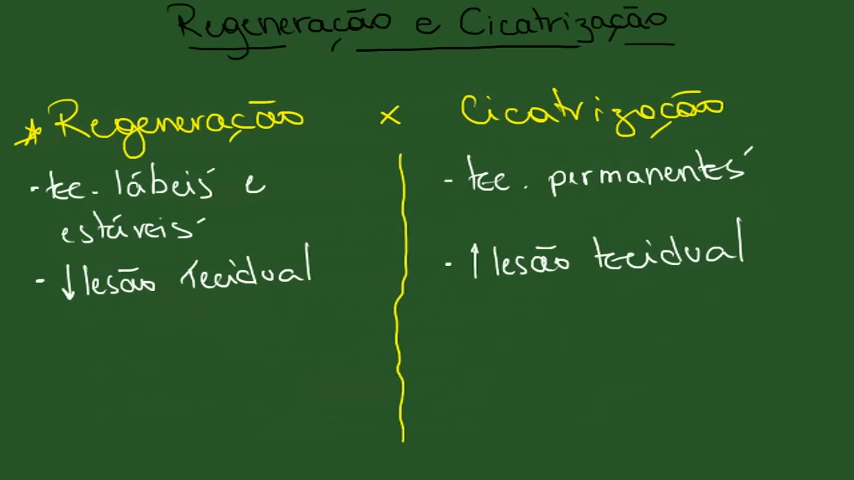 Regeneração e Cicatrização
* Regeneração x Cicatrização
- tec. lábeis e
estáveis
- ↓ lesão Tecidual
- tec. permanentes
- ↑ lesão tecidual